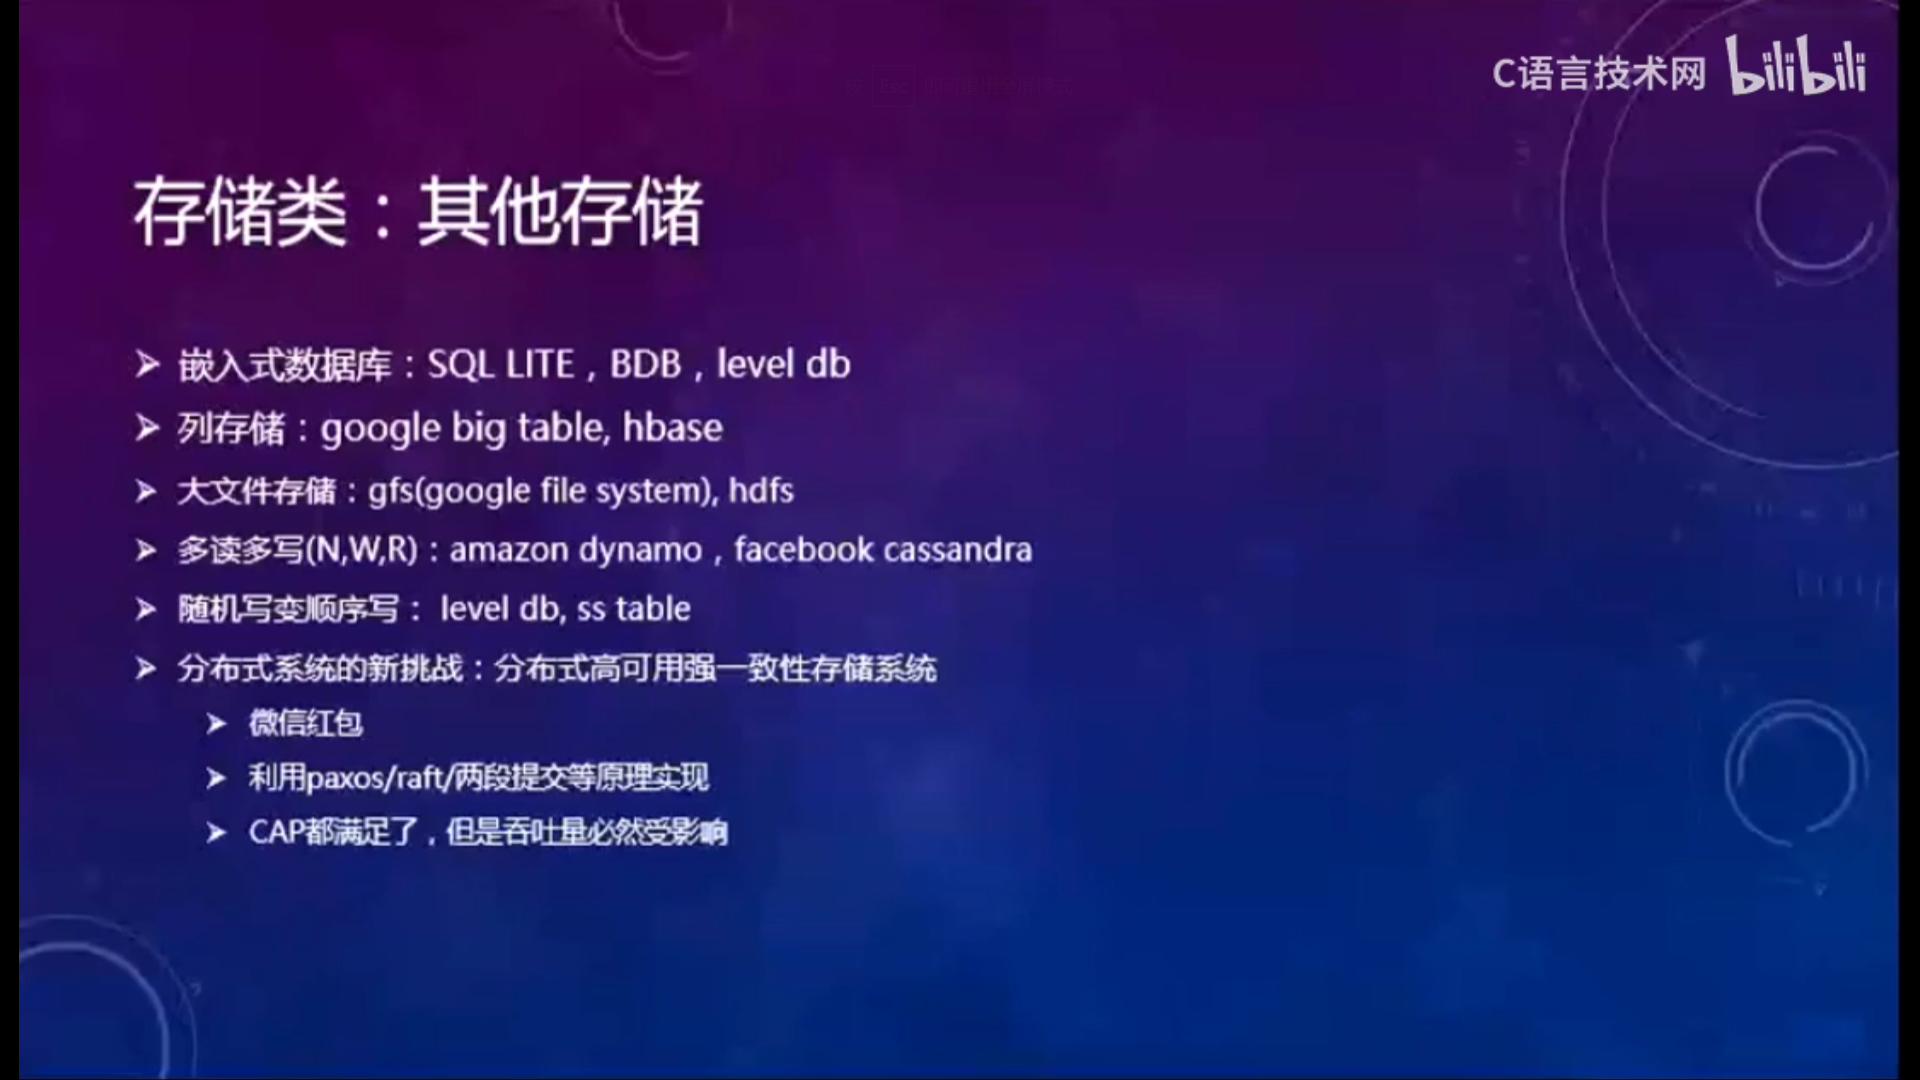 C语言技术网 bilibili
存储类：其他存储
嵌入式数据库：SQL LITE，BDB，level db
列存储：google big table, hbase
大文件存储：gfs(google file system), hdfs
多读多写(N,W,R)：amazon dynamo，facebook cassandra
随机写变顺序写： level db, ss table
分布式系统的新挑战：分布式高可用强一致性存储系统
微信红包
利用paxos/raft/两段提交等原理实现
CAP都满足了，但是吞吐量必然受影响